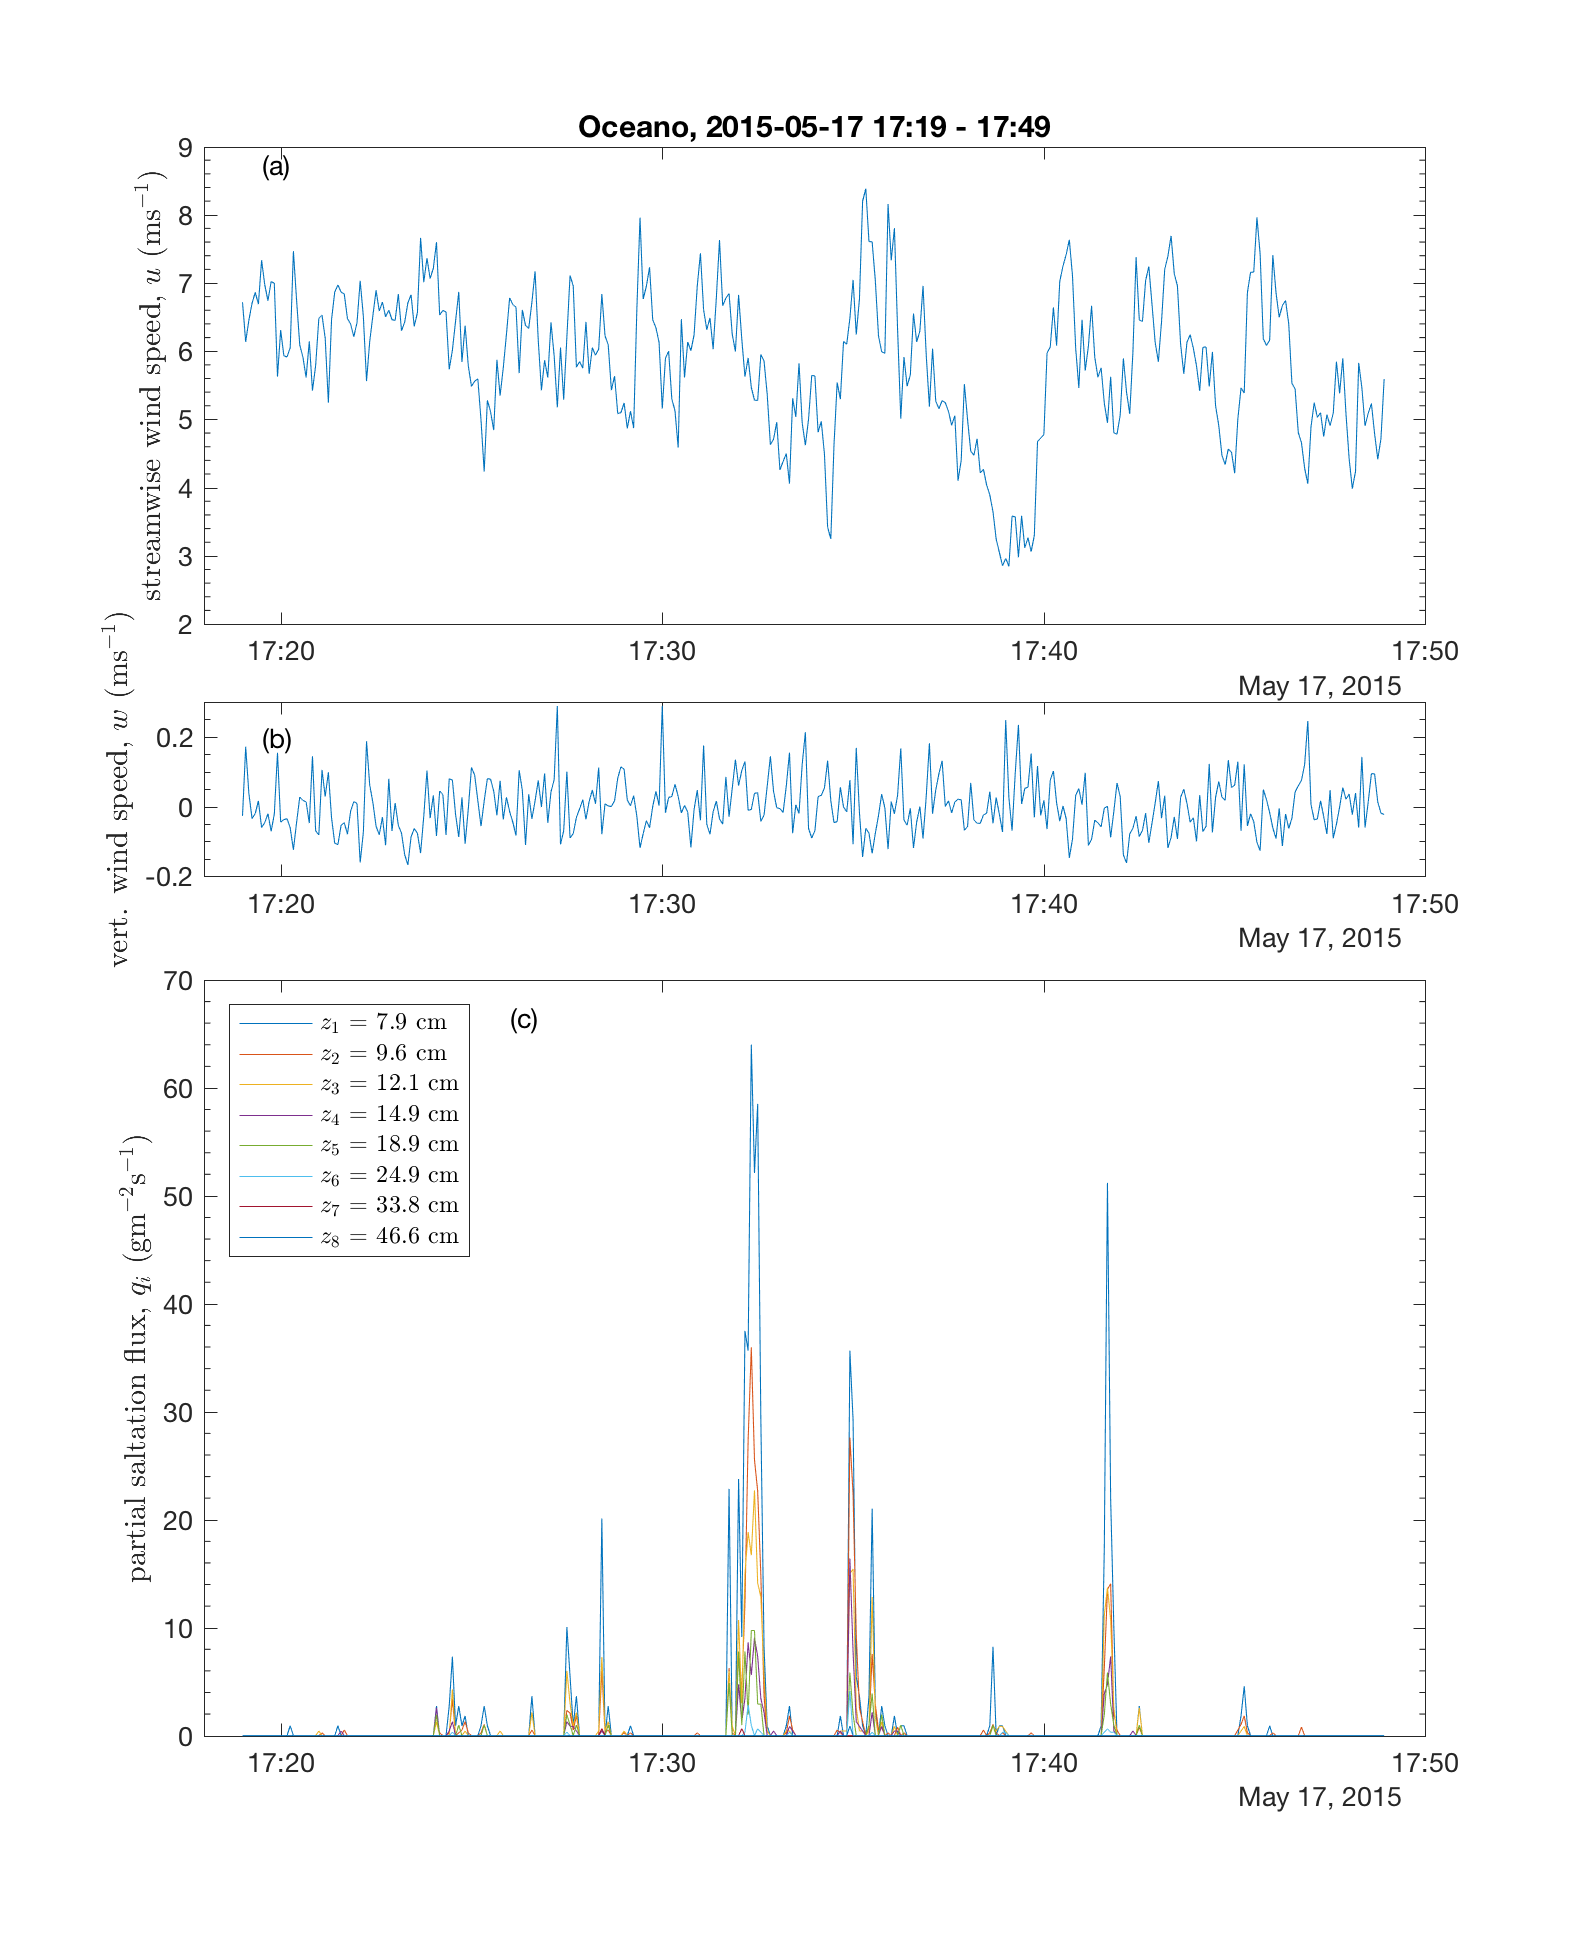 Oceano, 2015-05-17 17:19 - 17:49
(a)
streamwise wind speed, u (ms⁻¹)
9
8
7
6
5
4
3
2
17:20 17:30 17:40 17:50
May 17, 2015
(b)
vert. wind speed, w (ms⁻¹)
0.2
0
-0.2
17:20 17:30 17:40 17:50
May 17, 2015
(c)
partial saltation flux, qᵢ (gm⁻²s⁻¹)
70
60
50
40
30
20
10
0
z₁ = 7.9 cm
z₂ = 9.6 cm
z₃ = 12.1 cm
z₄ = 14.9 cm
z₅ = 18.9 cm
z₆ = 24.9 cm
z₇ = 33.8 cm
z₈ = 46.6 cm
17:20 17:30 17:40 17:50
May 17, 2015